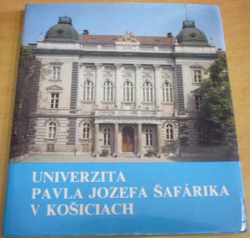 UNIVERZITA
PAVLA JOZEFA ŠAFÁRIKA
V KOŠICIACH